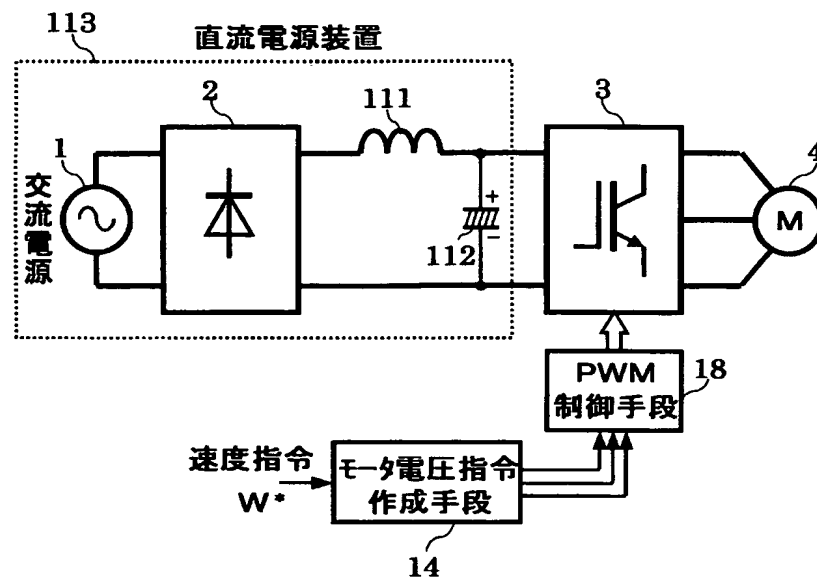 113
直流電源装置
2
111
3
1
4
交流電源
+
M
－
112
PWM
制御手段
18
速度指令
W*
モータ電圧指令
作成手段
14